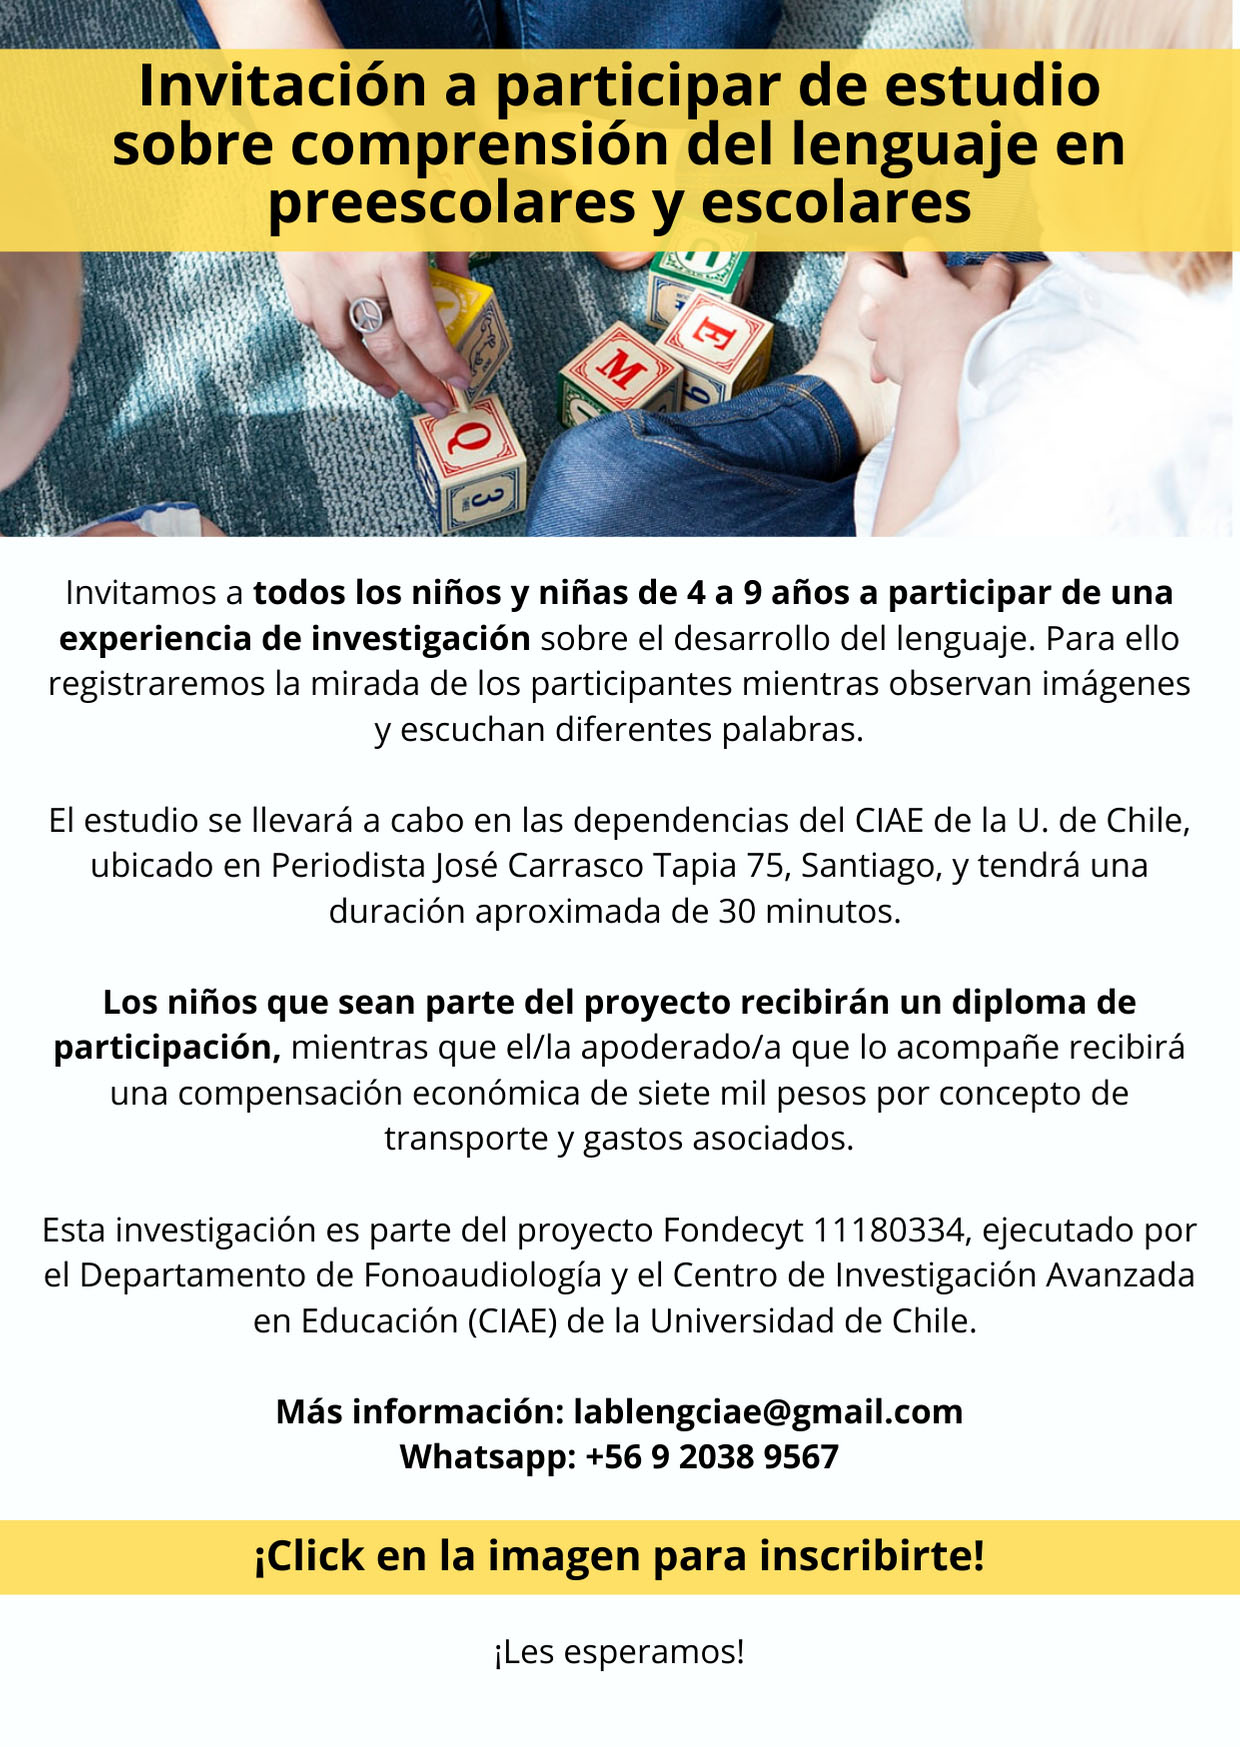 Invitación a participar de estudio
sobre comprensión del lenguaje en
preescolares y escolares
M
E
Q
3
Invitamos a todos los niños y niñas de 4 a 9 años a participar de una
experiencia de investigación sobre el desarrollo del lenguaje. Para ello
registraremos la mirada de los participantes mientras observan imágenes
y escuchan diferentes palabras.
El estudio se llevará a cabo en las dependencias del CIAE de la U. de Chile,
ubicado en Periodista José Carrasco Tapia 75, Santiago, y tendrá una
duración aproximada de 30 minutos.
Los niños que sean parte del proyecto recibirán un diploma de
participación, mientras que el/la apoderado/a que lo acompañe recibirá
una compensación económica de siete mil pesos por concepto de
transporte y gastos asociados.
Esta investigación es parte del proyecto Fondecyt 11180334, ejecutado por
el Departamento de Fonoaudiología y el Centro de Investigación Avanzada
en Educación (CIAE) de la Universidad de Chile.
Más información: lablengciae@gmail.com
Whatsapp: +56 9 2038 9567
¡Click en la imagen para inscribirte!
¡Les esperamos!